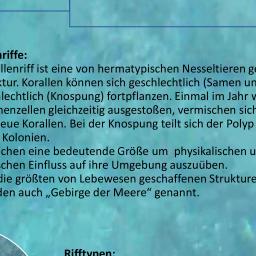 riffe:
llenriff ist eine von hermatypischen Nesseltieren g
ktur. Korallen können sich geschlechtlich (Samen un
lechtlich (Knospung) fortpflanzen. Einmal im Jahr v
enzellen gleichzeitig ausgestoßen, vermischen sich
eue Korallen. Bei der Knospung teilt sich der Polyp
Kolonien.
chen eine bedeutende Größe um physikalischen u
schen Einfluss auf ihre Umgebung auszuüben.
die größten von Lebewesen geschaffenen Strukture
den auch „Gebirge der Meere“ genannt.
Rifftypen: